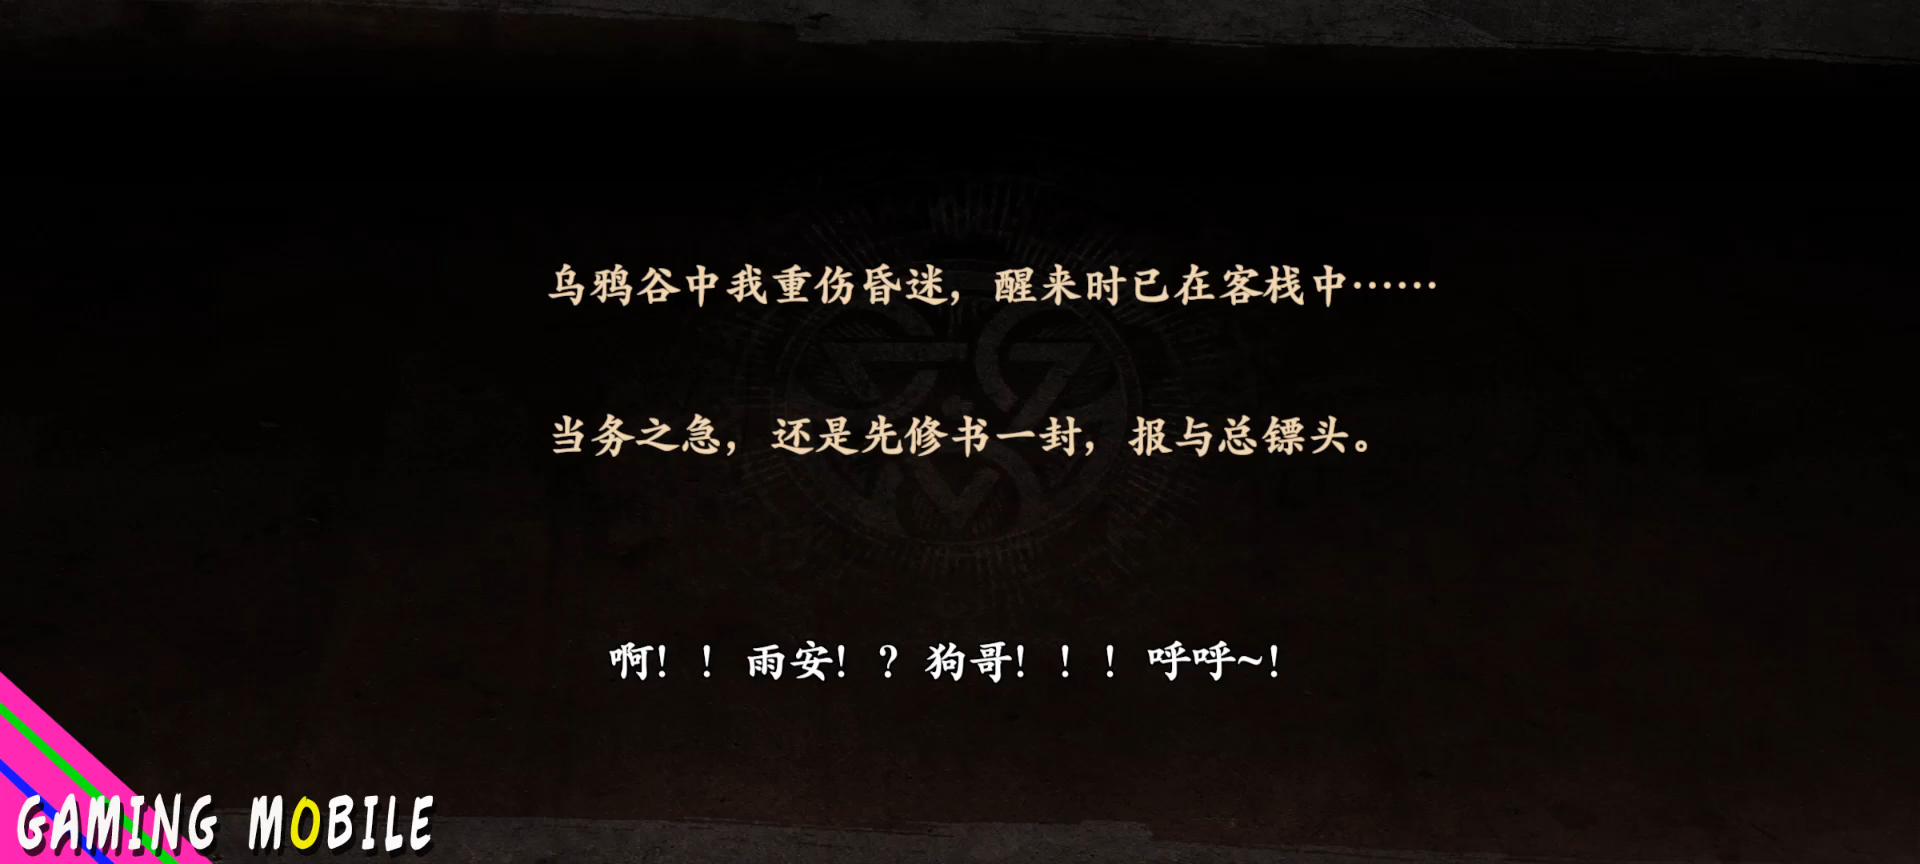 乌鸦谷中我重伤昏迷，醒来时已在客栈中……
当务之急，还是先修书一封，报与总镖头。
啊！！雨安！？狗哥！！！呼呼~！
GAMING MOBILE